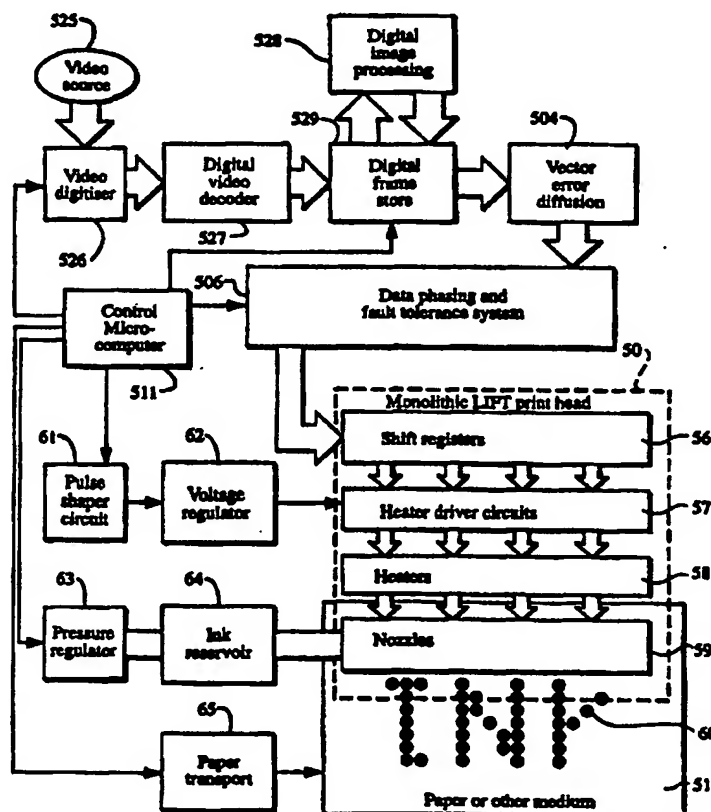 525
Video
source
528
Digital
image
processing
529
504
Video
digitiser
526
Digital
video
decoder
527
Digital
frame
store
Vector
error
diffusion
506
Data phasing and
fault tolerance system
Control
Micro-
computer
511
50
Monolithic LIFT print head
Shift registers
56
61
Pulse
shaper
circuit
62
Voltage
regulator
Heater driver circuits
57
Heaters
58
63
Pressure
regulator
64
Ink
reservoir
Nozzles
59
INK
60
65
Paper
transport
51
Paper or other medium